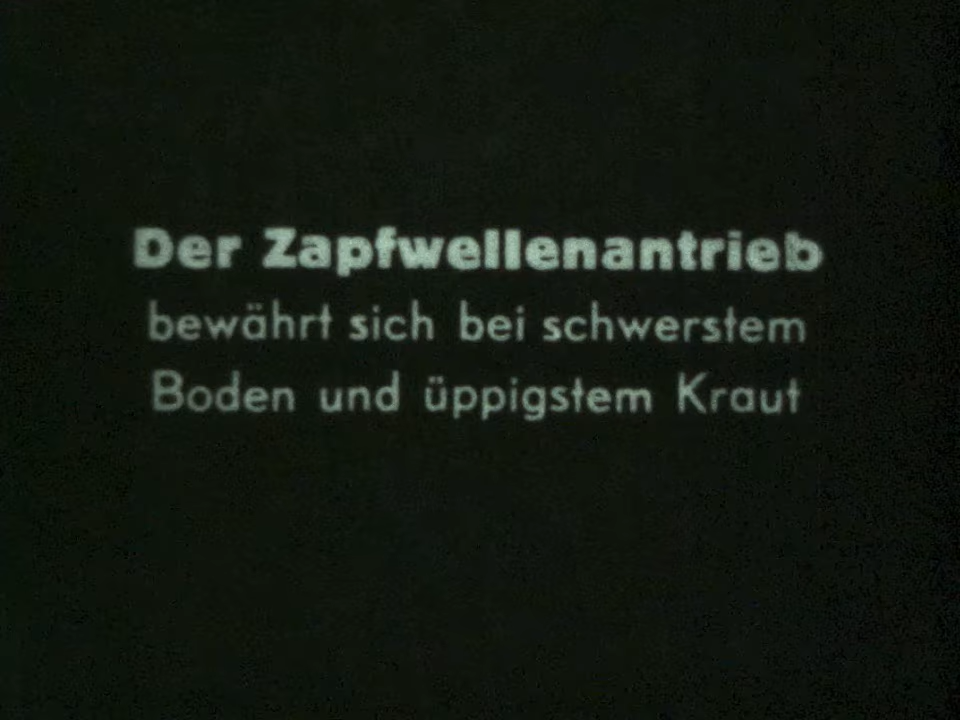 Der Zapfwellenantrieb
bewährt sich bei schwerstem
Boden und üppigstem Kraut